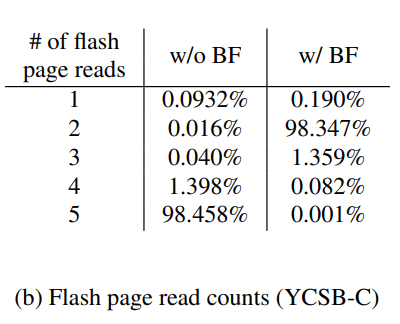 # of flash page reads | w/o BF | w/ BF
1 | 0.0932% | 0.190%
2 | 0.016% | 98.347%
3 | 0.040% | 1.359%
4 | 1.398% | 0.082%
5 | 98.458% | 0.001%
(b) Flash page read counts (YCSB-C)